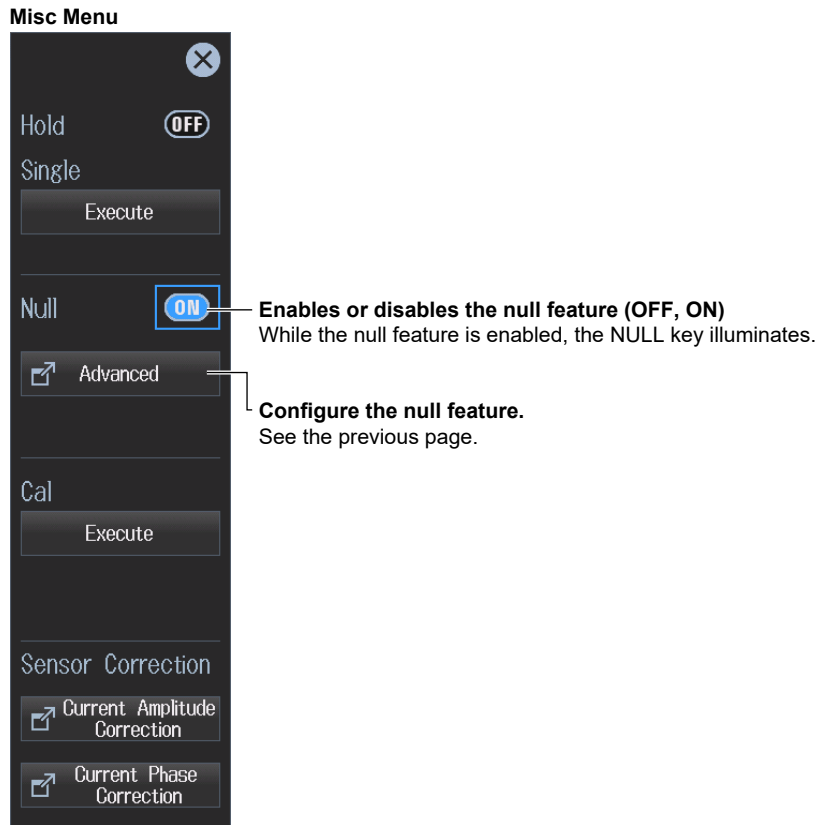 Misc Menu
Hold OFF
Single
Execute
Null ON
Enables or disables the null feature (OFF, ON)
While the null feature is enabled, the NULL key illuminates.
Advanced
Configure the null feature.
See the previous page.
Cal
Execute
Sensor Correction
Current Amplitude
Correction
Current Phase
Correction